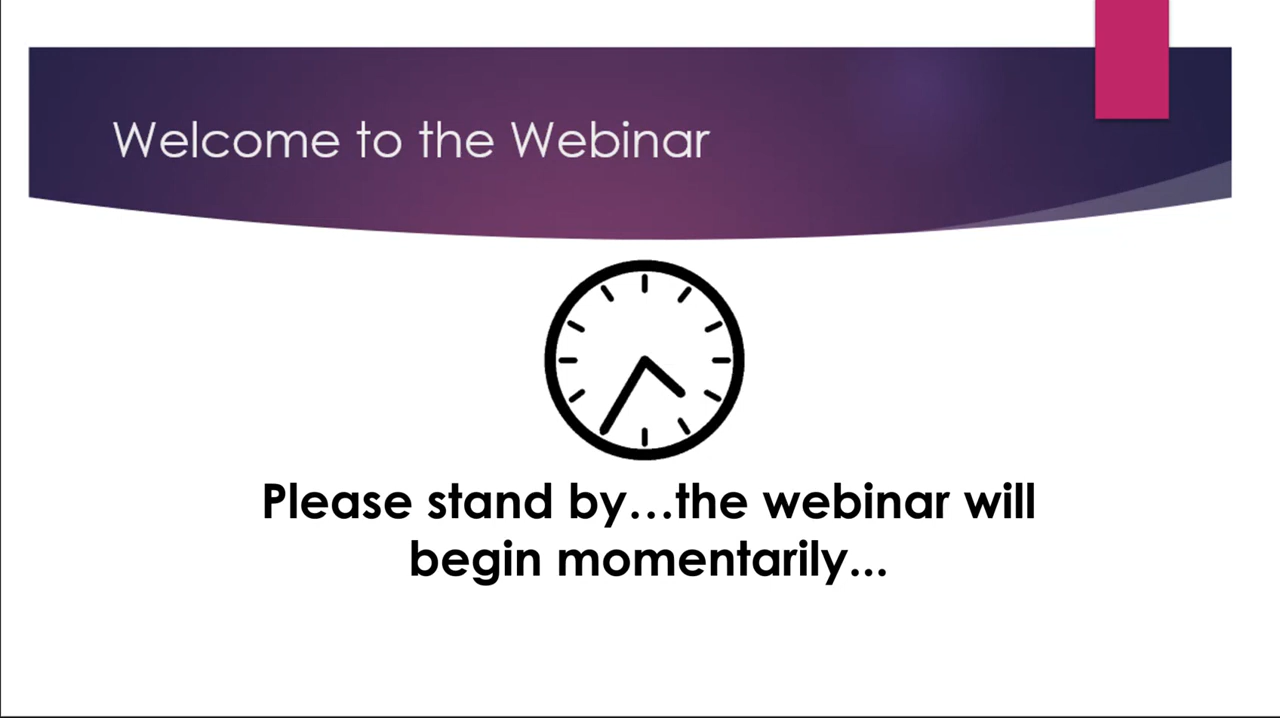 Welcome to the Webinar
Please stand by…the webinar will
begin momentarily...